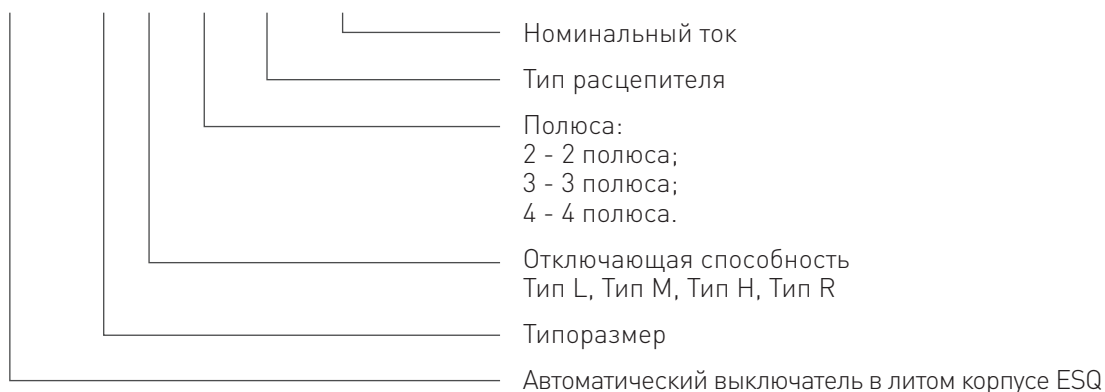 Номинальный ток
Тип расцепителя
Полюса:
2 - 2 полюса;
3 - 3 полюса;
4 - 4 полюса.
Отключающая способность
Тип L, Тип M, Тип H, Тип R
Типоразмер
Автоматический выключатель в литом корпусе ESQ